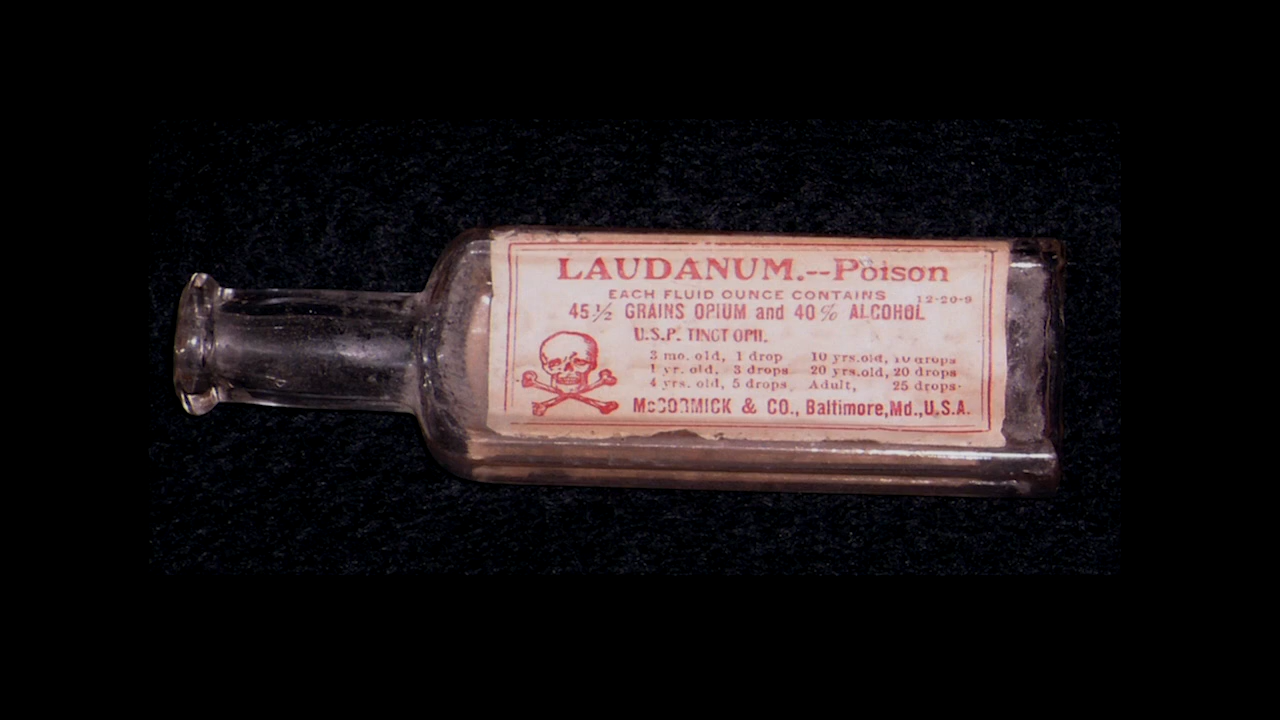 LAUDANUM.--Poison
EACH FLUID OUNCE CONTAINS 12-20-9
45 1/2 GRAINS OPIUM and 40% ALCOHOL
U.S.P. TINCT OPII.
3 mo. old, 1 drop 10 yrs.old, 10 drops
1 yr. old, 3 drops 20 yrs.old, 20 drops
4 yrs. old, 5 drops Adult, 25 drops.
McCORMICK & CO., Baltimore,Md.,U.S.A.